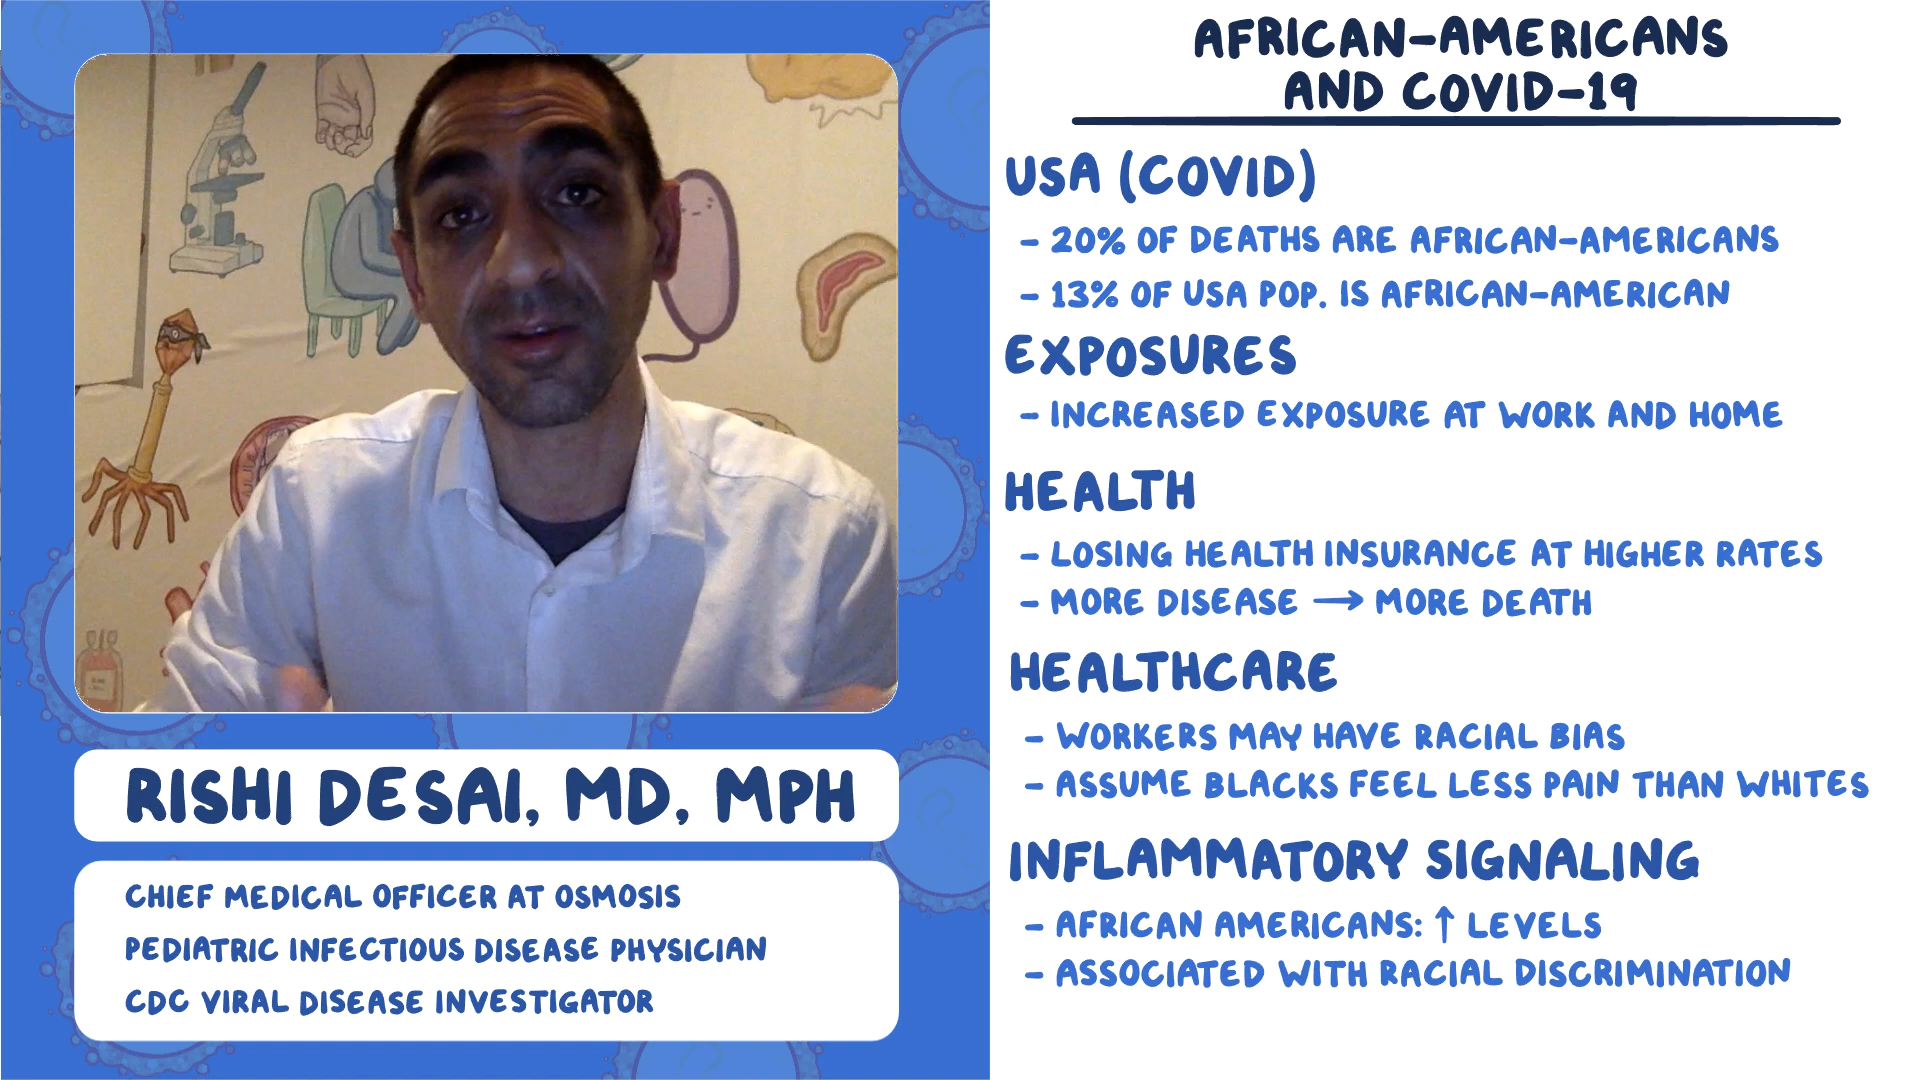 AFRICAN-AMERICANS
AND COVID-19
USA (COVID)
- 20% OF DEATHS ARE AFRICAN-AMERICANS
- 13% OF USA POP. IS AFRICAN-AMERICAN
EXPOSURES
- INCREASED EXPOSURE AT WORK AND HOME
HEALTH
- LOSING HEALTH INSURANCE AT HIGHER RATES
- MORE DISEASE → MORE DEATH
HEALTHCARE
- WORKERS MAY HAVE RACIAL BIAS
- ASSUME BLACKS FEEL LESS PAIN THAN WHITES
INFLAMMATORY SIGNALING
- AFRICAN AMERICANS: ↑ LEVELS
- ASSOCIATED WITH RACIAL DISCRIMINATION
RISHI DESAI, MD, MPH
CHIEF MEDICAL OFFICER AT OSMOSIS
PEDIATRIC INFECTIOUS DISEASE PHYSICIAN
CDC VIRAL DISEASE INVESTIGATOR